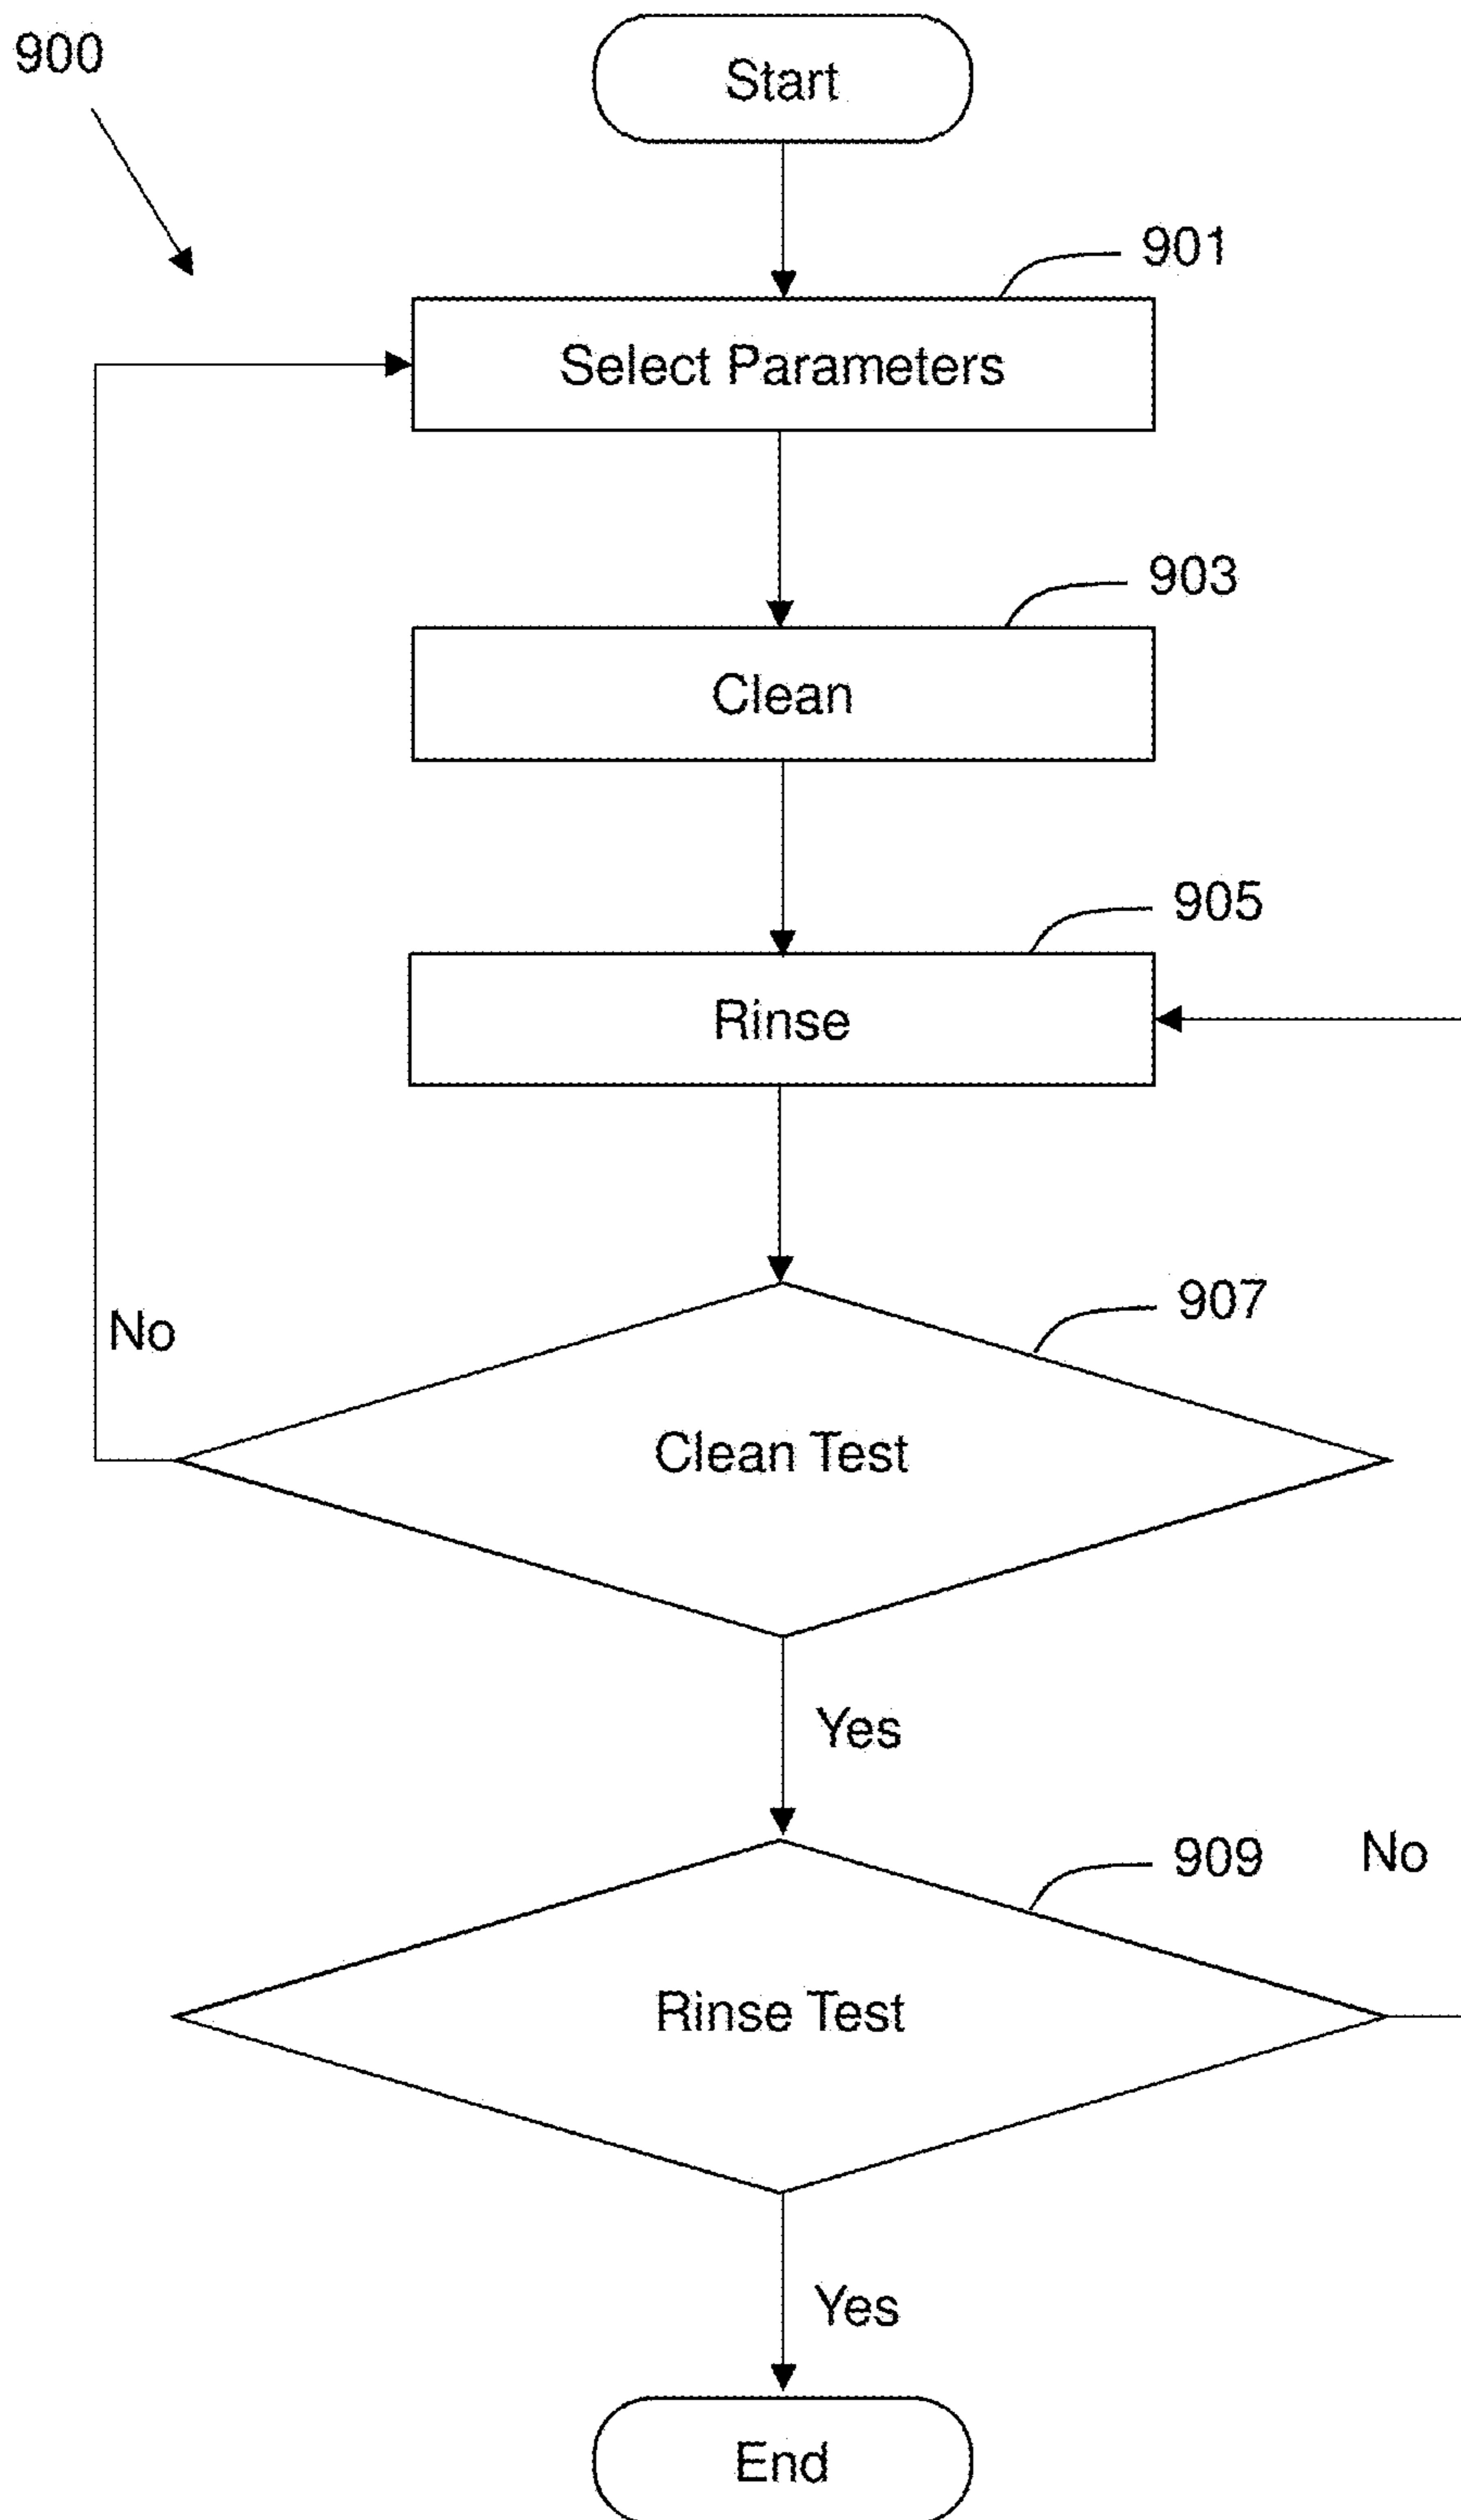 900
Start
901
Select Parameters
903
Clean
905
Rinse
907
No
Clean Test
Yes
909
No
Rinse Test
Yes
End